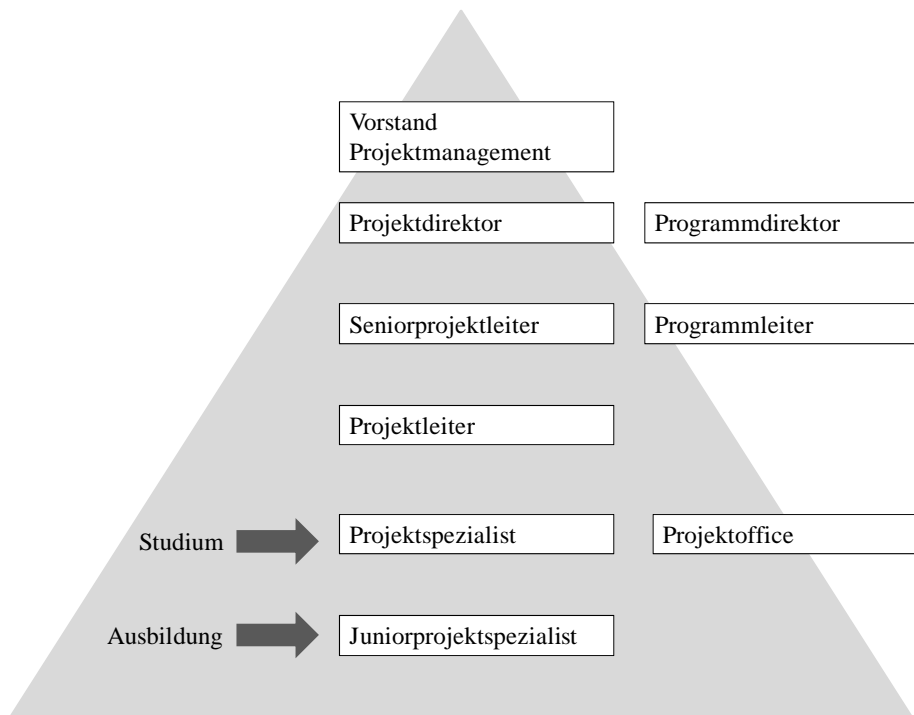 Vorstand
Projektmanagement
Projektdirektor
Programmdirektor
Seniorprojektleiter
Programmleiter
Projektleiter
Studium
Projektspezialist
Projektoffice
Ausbildung
Juniorprojektspezialist